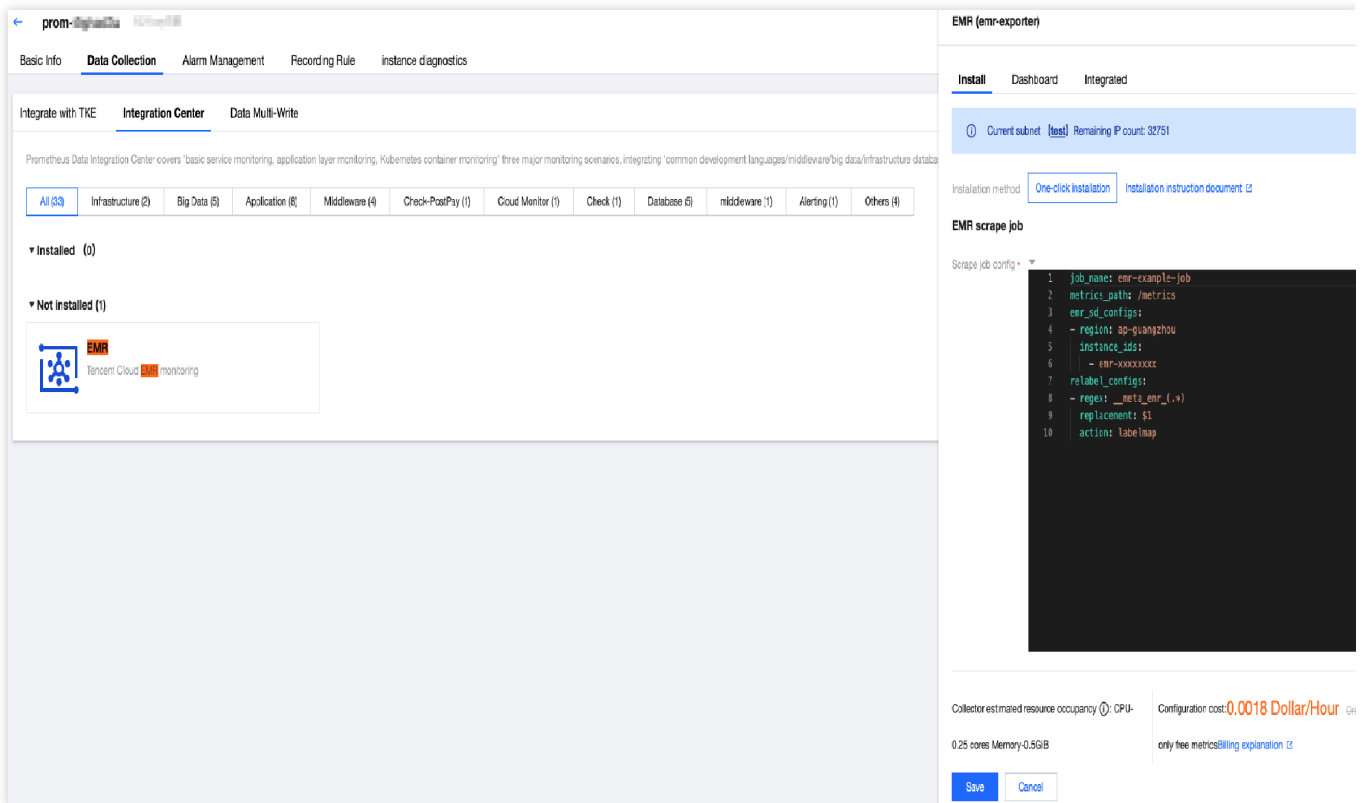 prom-
Basic Info Data Collection Alarm Management Recording Rule instance diagnostics
Integrate with TKE Integration Center Data Multi-Write
Prometheus Data Integration Center covers 'basic service monitoring, application layer monitoring, Kubernetes container monitoring' three major monitoring scenarios, integrating 'common development languages/middleware/big data/infrastructure databa
All (33) Infrastructure (2) Big Data (5) Application (8) Middleware (4) Check-PostPay (1) Cloud Monitor (1) Check (1) Database (5) middleware (1) Alerting (1) Others (4)
Installed (0)
Not installed (1)
EMR
Tencent Cloud EMR monitoring
EMR (emr-exporter)
Install Dashboard Integrated
Current subnet [test] Remaining IP count: 32751
Installation method One-click installation Installation instruction document
EMR scrape job
Scrape job config *
1 job_name: emr-example-job
2 metrics_path: /metrics
3 emr_sd_configs:
4 - region: ap-guangzhou
5 instance_ids:
6 - emr-xxxxxxxx
7 relabel_configs:
8 - regex: __meta_emr_(.*)
9 replacement: $1
10 action: labelmap
Collector estimated resource occupancy : CPU-
0.25 cores Memory-0.5GiB
Configuration cost:0.0018 Dollar/Hour Ori
only free metricsBilling explanation
Save Cancel